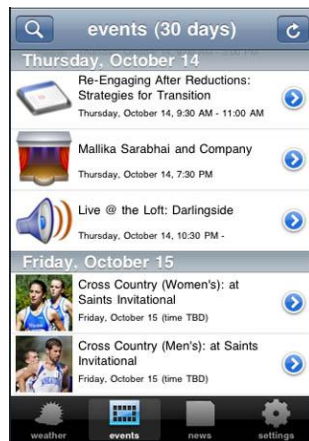 events (30 days)
Thursday, October 14
Re-Engaging After Reductions:
Strategies for Transition
Thursday, October 14, 9:30 AM - 11:00 AM
Mallika Sarabhai and Company
Thursday, October 14, 7:30 PM
Live @ the Loft: Darlingside
Thursday, October 14, 10:30 PM -
Friday, October 15
Cross Country (Women's): at
Saints Invitational
Friday, October 15 (time TBD)
Cross Country (Men's): at Saints
Invitational
Friday, October 15 (time TBD)
weather events news settings